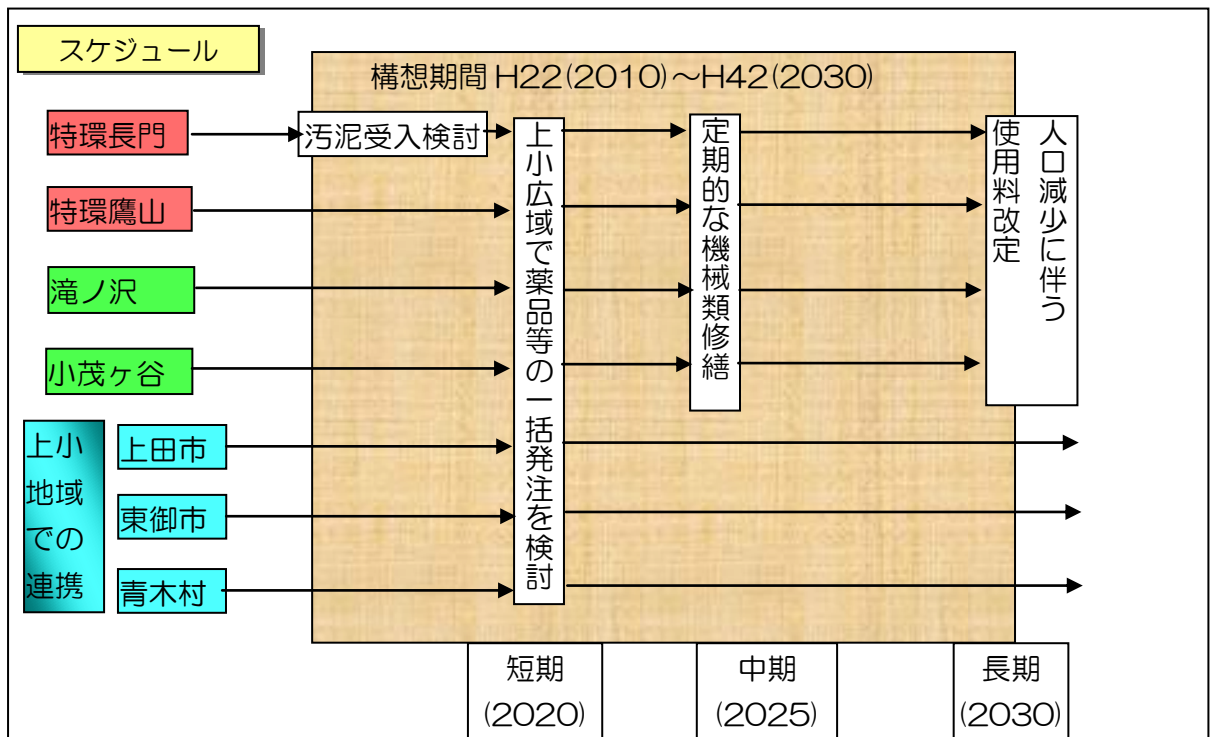 スケジュール
構想期間 H22(2010)～H42(2030)
特環長門
汚泥受入検討
特環鷹山
滝ノ沢
小茂ヶ谷
上小
地域
での
連携
上田市
東御市
青木村
上小広域で薬品等の一括発注を検討
定期的な機械類修繕
人口減少に伴う
使用料改定
短期
(2020)
中期
(2025)
長期
(2030)